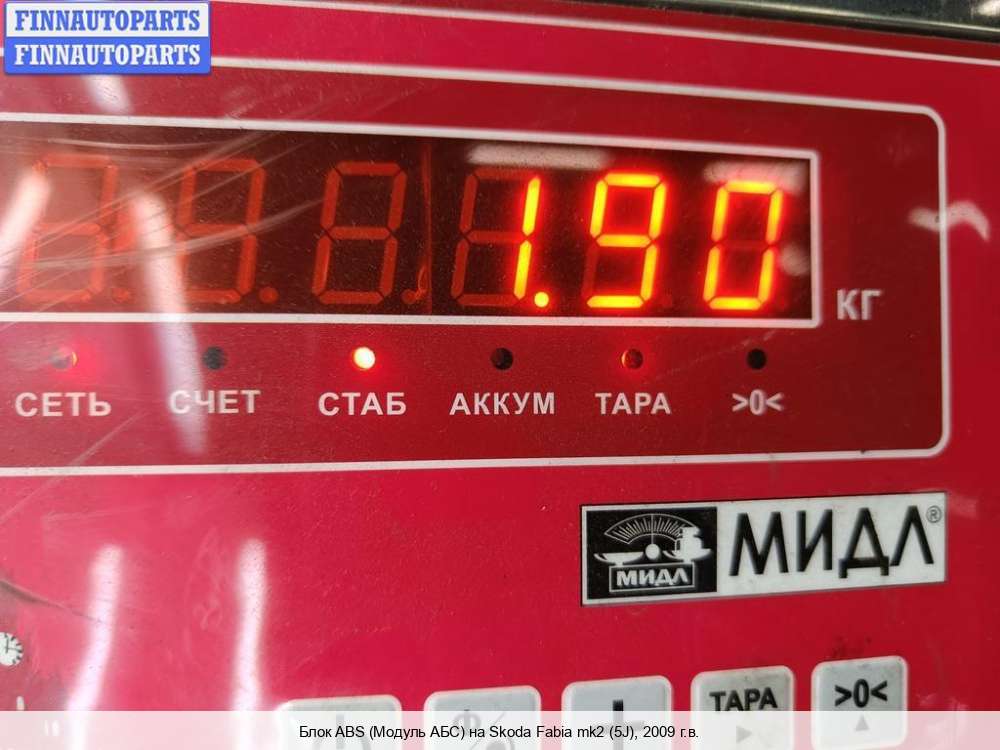 FINNAUTOPARTS
FINNAUTOPARTS
1.90
КГ
СЕТЬ СЧЕТ СТАБ АККУМ ТАРА >0<
МИДЛ
МИДЛ®
ТАРА >0<
Блок ABS (Модуль АБС) на Skoda Fabia mk2 (5J), 2009 г.в.